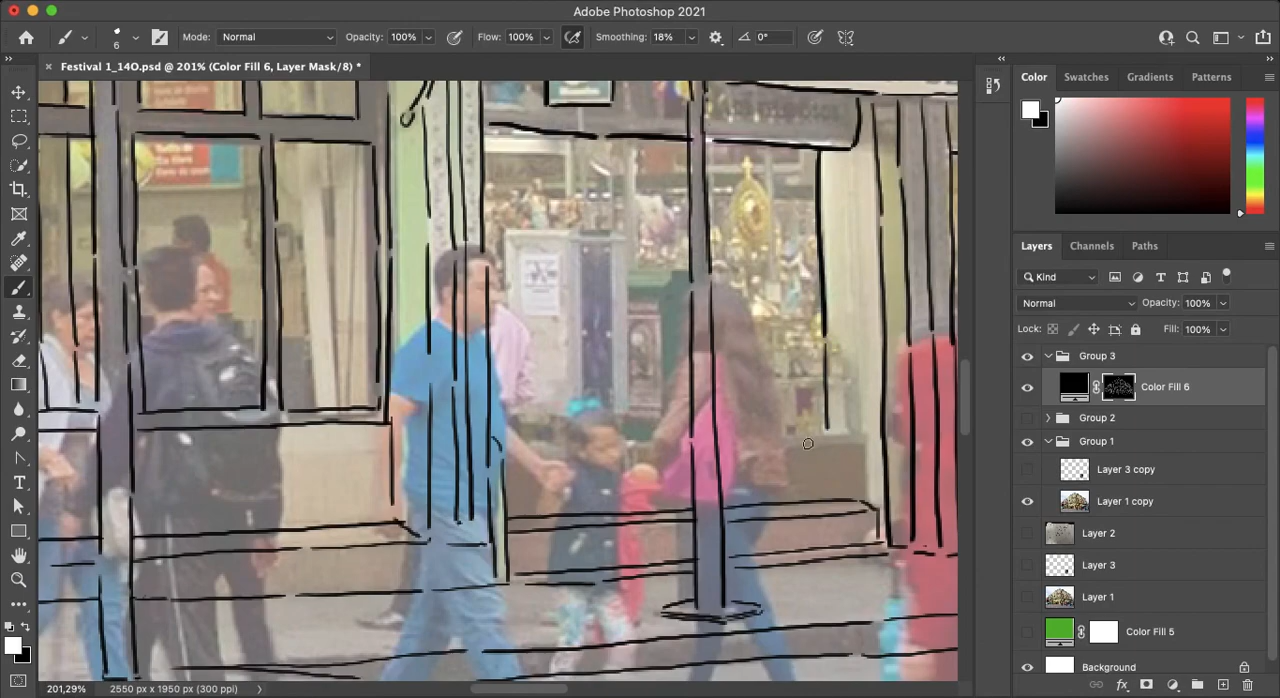 Adobe Photoshop 2021
6
Mode: Normal
Opacity: 100%
Flow: 100%
Smoothing: 18%
0°
Festival 1_14O.psd @ 201% (Color Fill 6, Layer Mask/8) *
Color
Swatches
Gradients
Patterns
Layers
Channels
Paths
Kind
Normal
Opacity: 100%
Lock:
Fill: 100%
Group 3
Color Fill 6
Group 2
Group 1
Layer 3 copy
Layer 1 copy
Layer 2
Layer 3
Layer 1
Color Fill 5
Background
201,29%
2550 px x 1950 px (300 ppi)